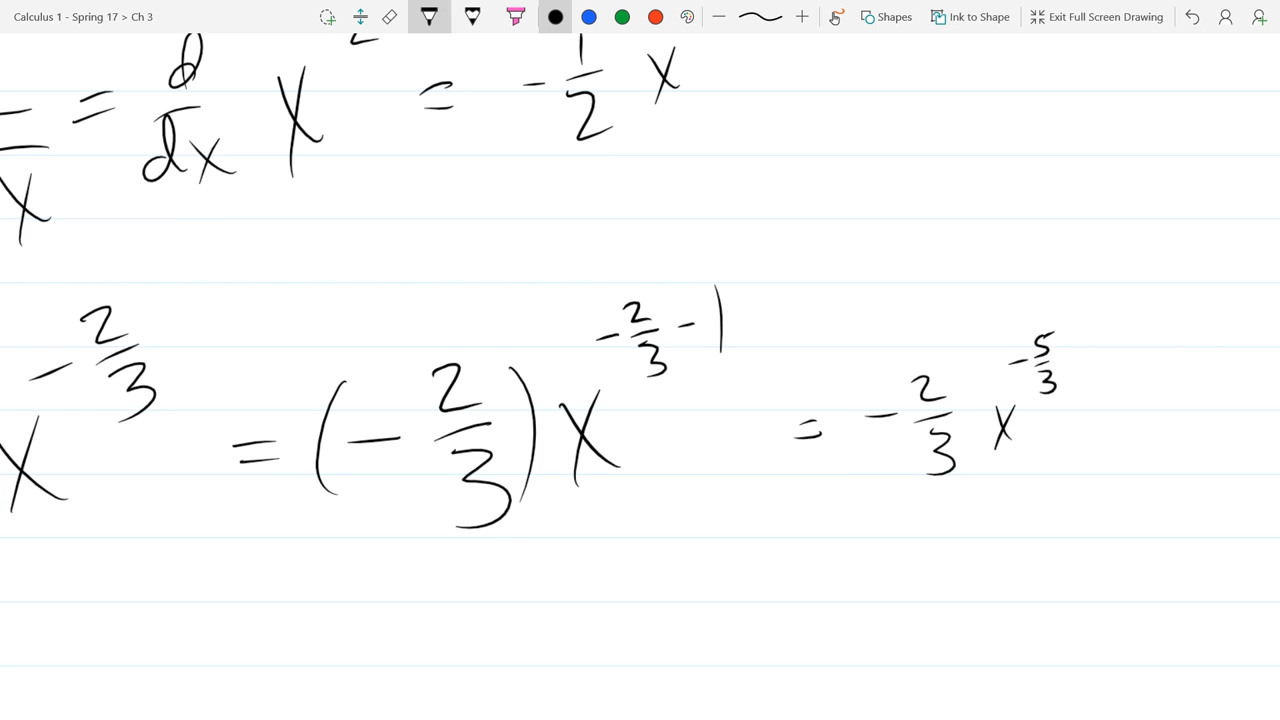 Calculus 1 - Spring 17 > Ch 3
Shapes
Ink to Shape
Exit Full Screen Drawing
x = d/dx x^2 = - 1/2 x
x^(- 2/3) = (- 2/3) x^(- 2/3 - 1) = - 2/3 x^(- 5/3)